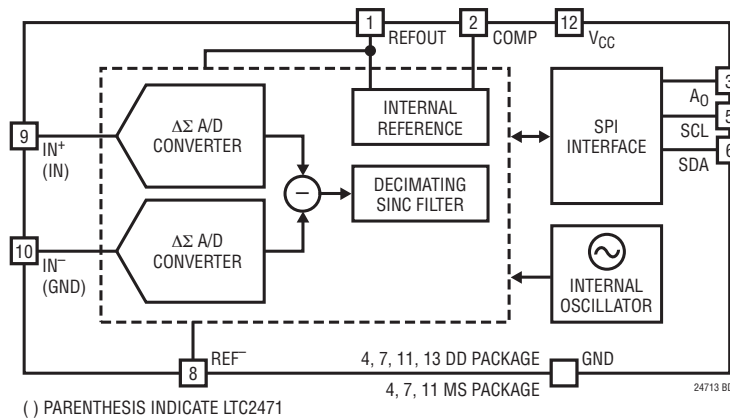 1 REFOUT
2 COMP
12 VCC
9 IN+ (IN)
10 IN− (GND)
ΔΣ A/D CONVERTER
ΔΣ A/D CONVERTER
−
INTERNAL REFERENCE
DECIMATING SINC FILTER
SPI INTERFACE
3 A0
5 SCL
6 SDA
INTERNAL OSCILLATOR
8 REF−
4, 7, 11, 13 DD PACKAGE
4, 7, 11 MS PACKAGE
GND
24713 BD
( ) PARENTHESIS INDICATE LTC2471